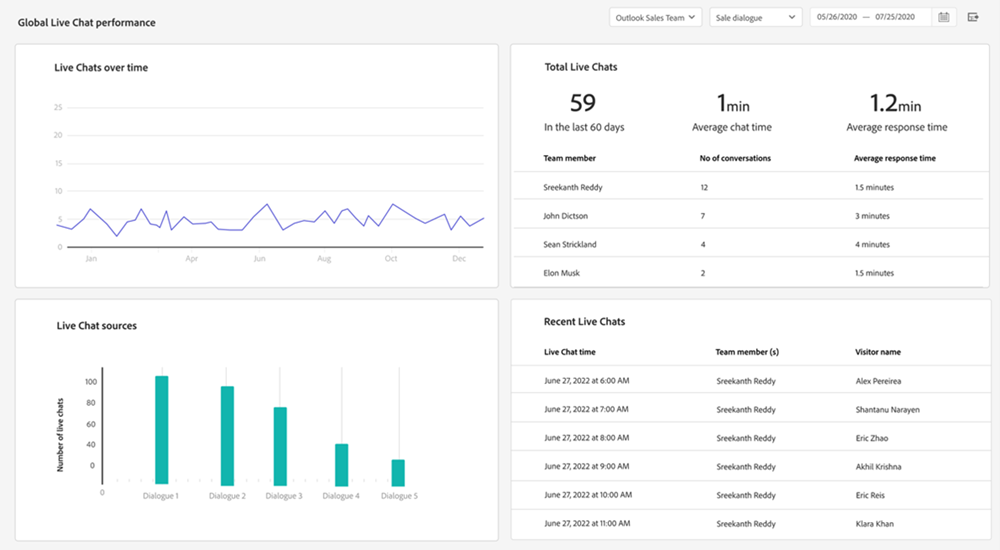 Global Live Chat performance
Outlook Sales Team
Sale dialogue
05/26/2020 — 07/25/2020
Live Chats over time
25
20
15
10
5
0
Jan Apr Jun Aug Oct Dec
Total Live Chats
59 1min 1.2min
In the last 60 days Average chat time Average response time
Team member No of conversations Average response time
Sreekanth Reddy 12 1.5 minutes
John Dictson 7 3 minutes
Sean Strickland 4 4 minutes
Elon Musk 2 1.5 minutes
Live Chat sources
Number of live chats
100
80
60
40
0
0 Dialogue 1 Dialogue 2 Dialogue 3 Dialogue 4 Dialogue 5
Recent Live Chats
Live Chat time Team member (s) Visitor name
June 27, 2022 at 6:00 AM Sreekanth Reddy Alex Pereirea
June 27, 2022 at 7:00 AM Sreekanth Reddy Shantanu Narayen
June 27, 2022 at 8:00 AM Sreekanth Reddy Eric Zhao
June 27, 2022 at 9:00 AM Sreekanth Reddy Akhil Krishna
June 27, 2022 at 10:00 AM Sreekanth Reddy Eric Reis
June 27, 2022 at 11:00 AM Sreekanth Reddy Klara Khan